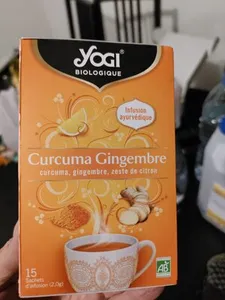 YOGI
BIOLOGIQUE
Infusion
ayurvédique
Curcuma Gingembre
curcuma, gingembre, zeste de citron
15
Sachets
AB